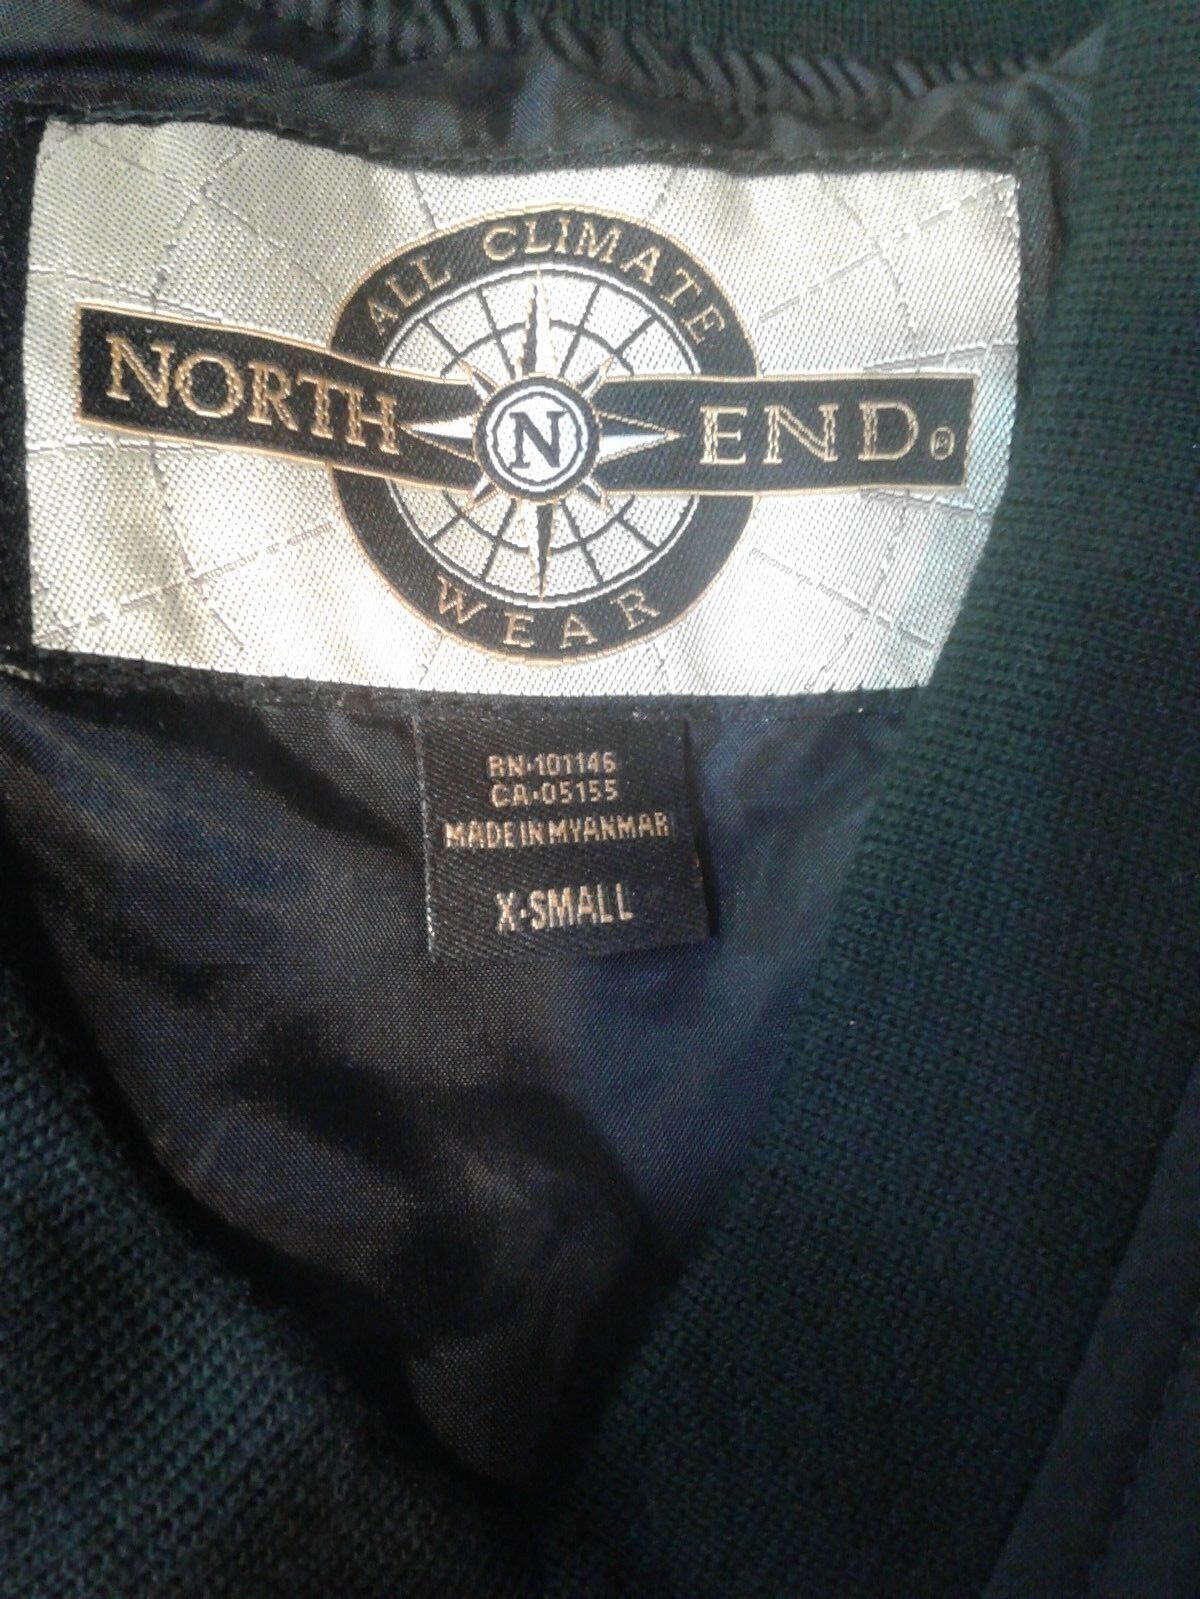 ALL CLIMATE
NORTH N END®
WEAR
RN·101146
CA·05155
MADE IN MYANMAR
X-SMALL